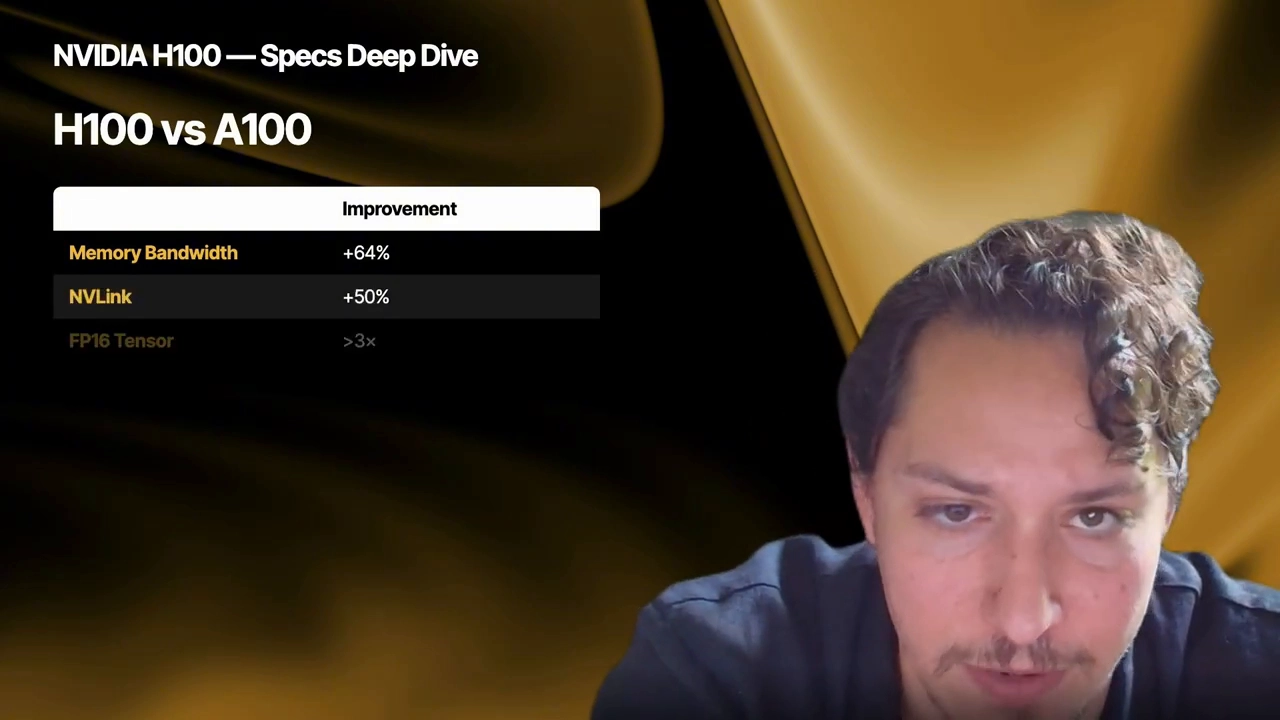 NVIDIA H100 — Specs Deep Dive
H100 vs A100
Improvement
Memory Bandwidth +64%
NVLink +50%
FP16 Tensor >3×